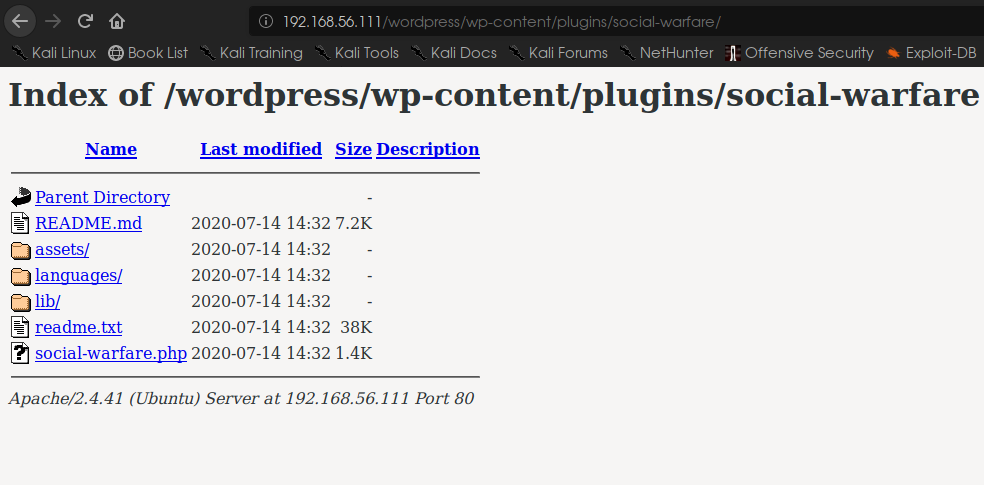 192.168.56.111/wordpress/wp-content/plugins/social-warfare/
Kali Linux Book List Kali Training Kali Tools Kali Docs Kali Forums NetHunter Offensive Security Exploit-DB
Index of /wordpress/wp-content/plugins/social-warfare
Name Last modified Size Description
Parent Directory -
README.md 2020-07-14 14:32 7.2K
assets/ 2020-07-14 14:32 -
languages/ 2020-07-14 14:32 -
lib/ 2020-07-14 14:32 -
readme.txt 2020-07-14 14:32 38K
social-warfare.php 2020-07-14 14:32 1.4K
Apache/2.4.41 (Ubuntu) Server at 192.168.56.111 Port 80